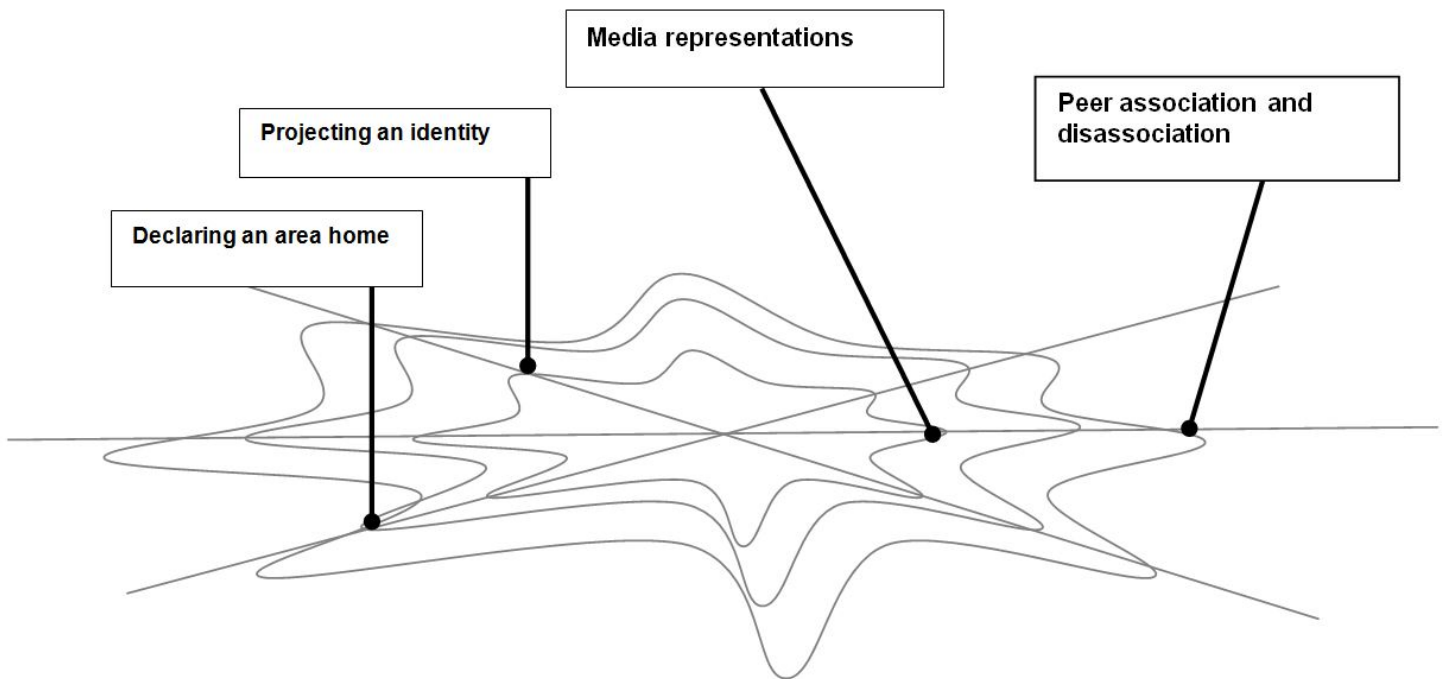 Media representations
Peer association and
disassociation
Projecting an identity
Declaring an area home